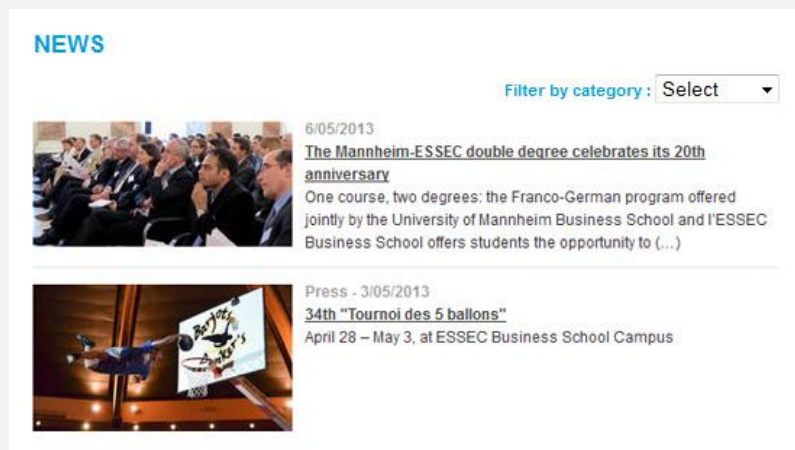 NEWS
Filter by category : Select
6/05/2013
The Mannheim-ESSEC double degree celebrates its 20th
anniversary
One course, two degrees: the Franco-German program offered
jointly by the University of Mannheim Business School and l'ESSEC
Business School offers students the opportunity to (…)
Press - 3/05/2013
34th "Tournoi des 5 ballons"
April 28 – May 3, at ESSEC Business School Campus
Barjots
Dunker's